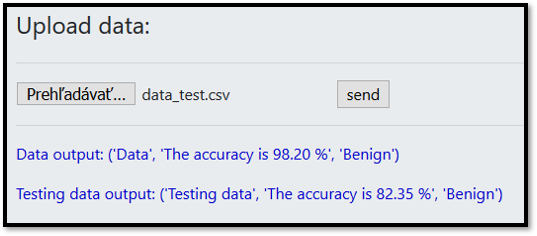 Upload data:
Prehľadávať... data_test.csv send
Data output: ('Data', 'The accuracy is 98.20 %', 'Benign')
Testing data output: ('Testing data', 'The accuracy is 82.35 %', 'Benign')